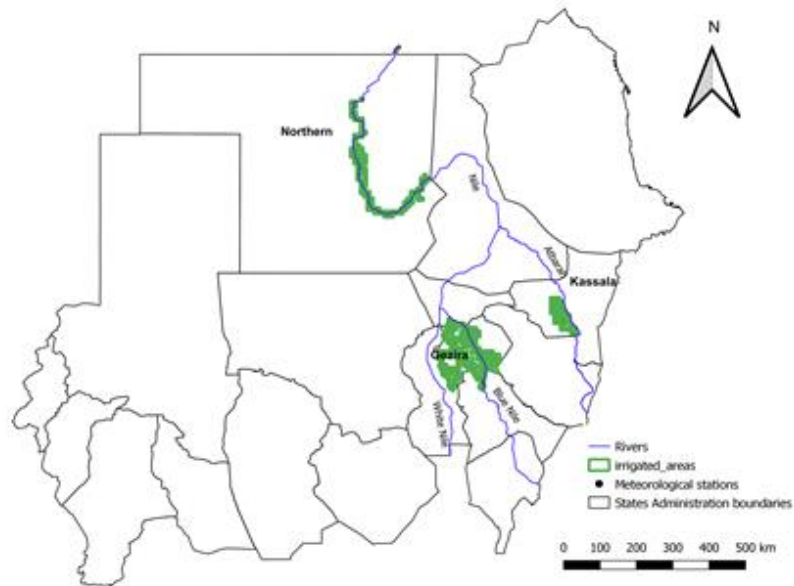 N
Northern
Nile
Atbarah
Kassala
Gezira
White Nile
Blue Nile
Rivers
irrigated_areas
Meteorological stations
States Administration boundaries
0 100 200 300 400 500 km